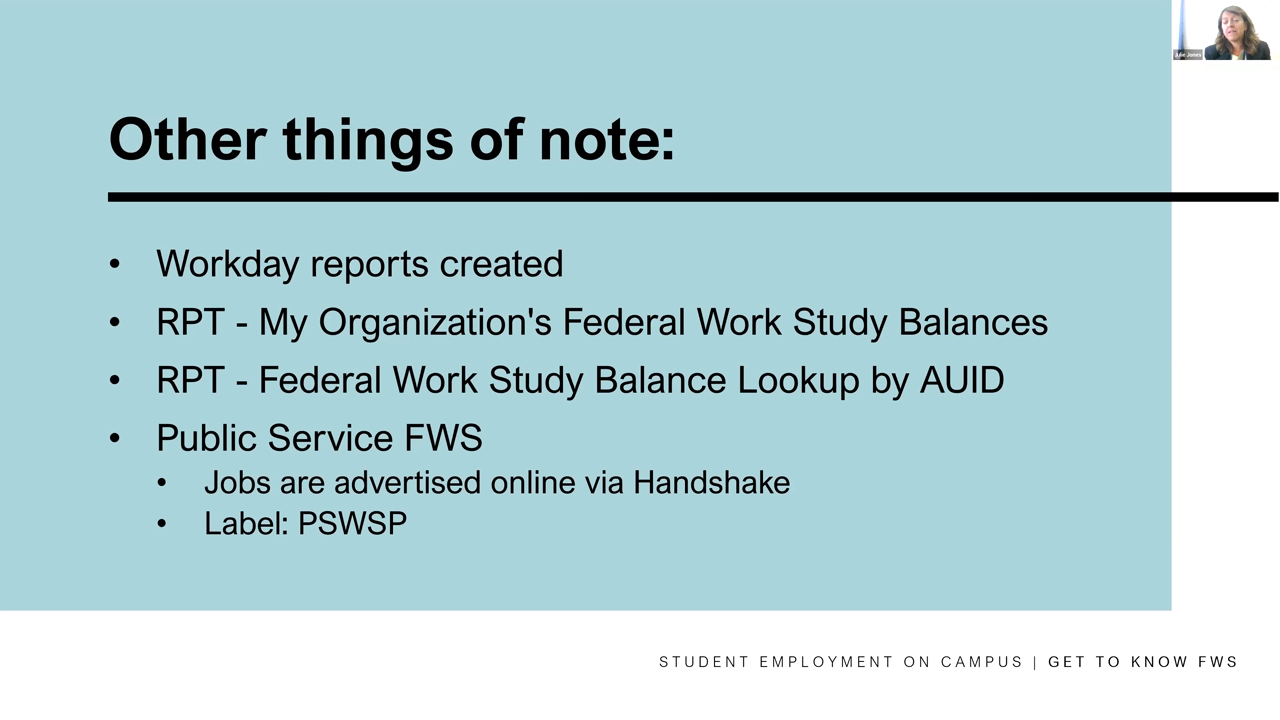 Julie Jones
Other things of note:
• Workday reports created
• RPT - My Organization's Federal Work Study Balances
• RPT - Federal Work Study Balance Lookup by AUID
• Public Service FWS
• Jobs are advertised online via Handshake
• Label: PSWSP
STUDENT EMPLOYMENT ON CAMPUS | GET TO KNOW FWS